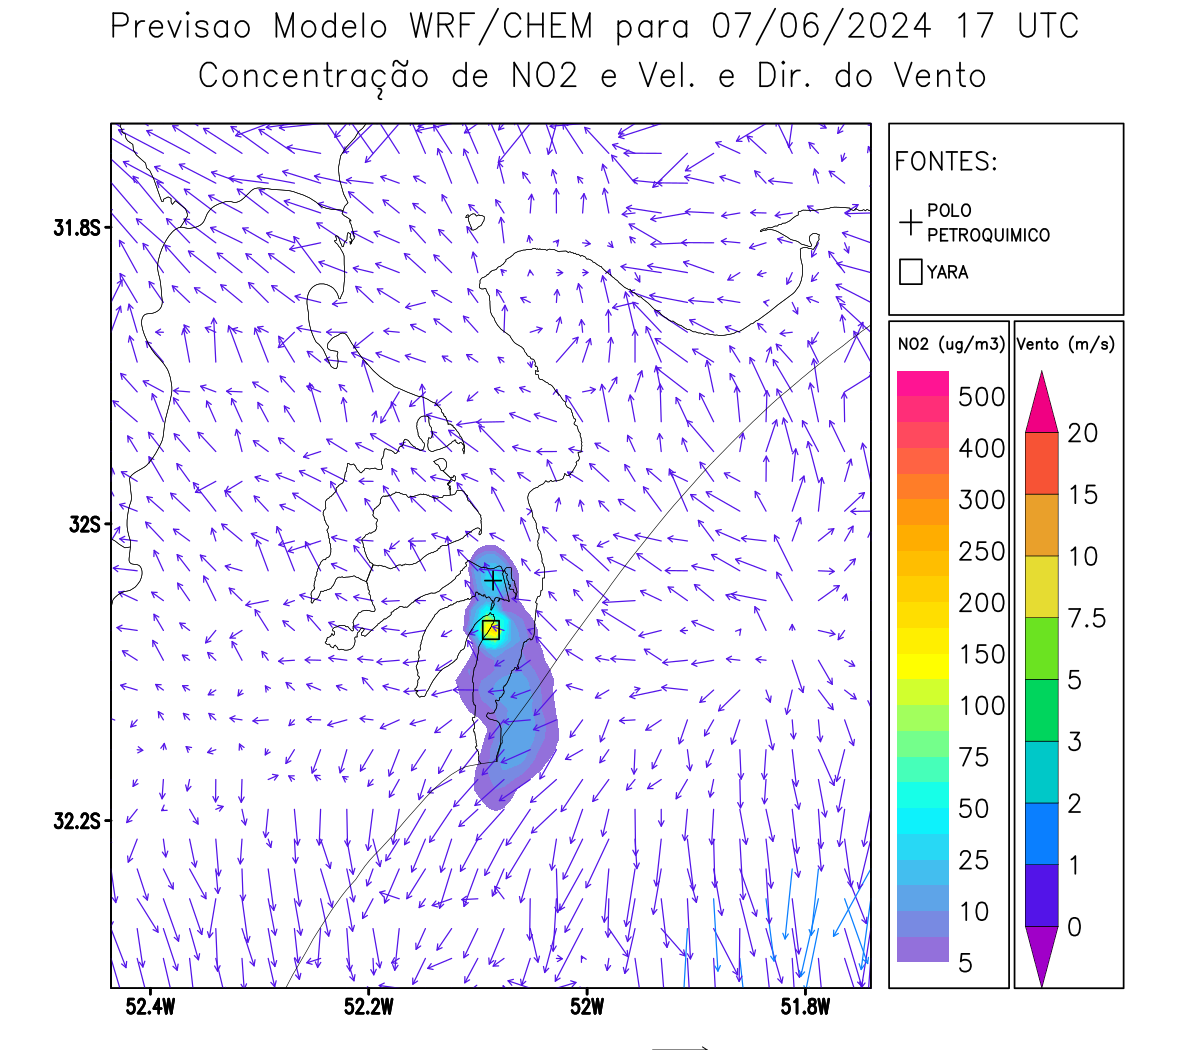 Previsao Modelo WRF/CHEM para 07/06/2024 17 UTC
Concentração de NO2 e Vel. e Dir. do Vento
FONTES:
POLO
PETROQUIMICO
YARA
NO2 (ug/m3)
500
400
300
250
200
150
100
75
50
25
10
5
Vento (m/s)
20
15
10
7.5
5
3
2
1
0
31.8S
32S
32.2S
52.4W
52.2W
52W
51.8W